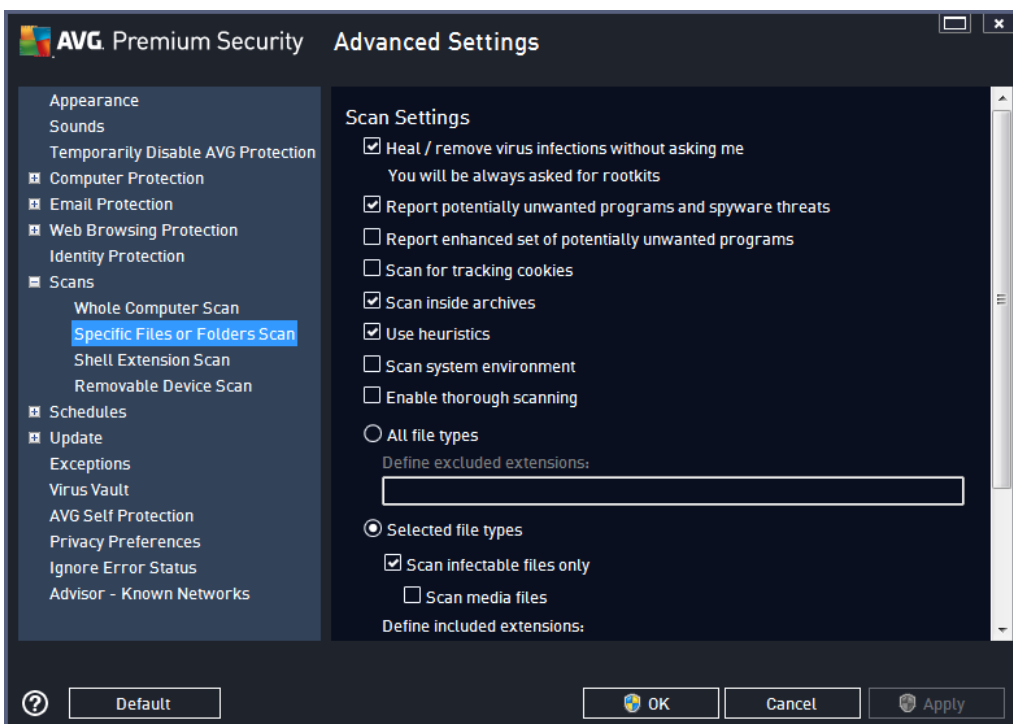 AVG. Premium Security
Advanced Settings
Appearance
Sounds
Temporarily Disable AVG Protection
Computer Protection
Email Protection
Web Browsing Protection
Identity Protection
Scans
Whole Computer Scan
Specific Files or Folders Scan
Shell Extension Scan
Removable Device Scan
Schedules
Update
Exceptions
Virus Vault
AVG Self Protection
Privacy Preferences
Ignore Error Status
Advisor - Known Networks
Scan Settings
Heal / remove virus infections without asking me
You will be always asked for rootkits
Report potentially unwanted programs and spyware threats
Report enhanced set of potentially unwanted programs
Scan for tracking cookies
Scan inside archives
Use heuristics
Scan system environment
Enable thorough scanning
All file types
Define excluded extensions:
Selected file types
Scan infectable files only
Scan media files
Define included extensions:
Default
OK
Cancel
Apply